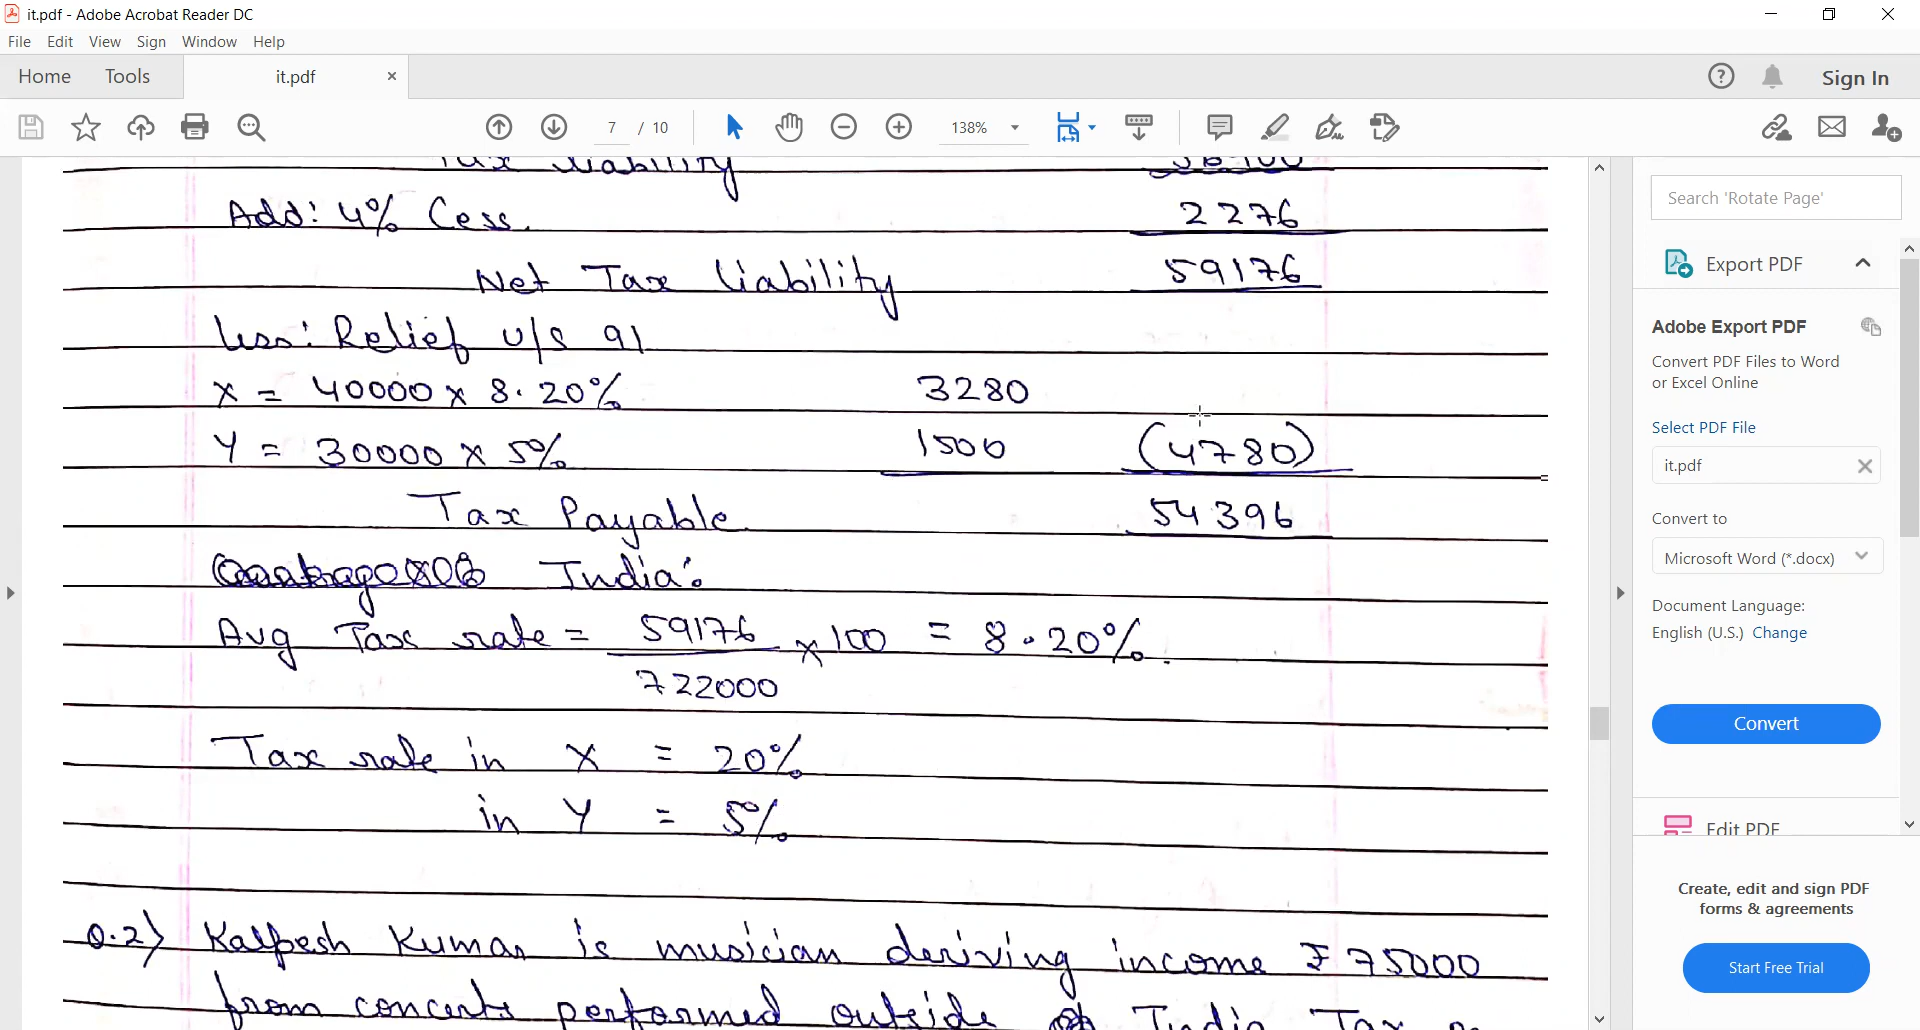 it.pdf - Adobe Acrobat Reader DC
File Edit View Sign Window Help
Home Tools it.pdf × Sign In
7 / 10 138%
Tax liability
Add: 4% Cess. 2276
Net Tax liability 59176
less: Relief u/s 91
X = 40000 x 8.20% 3280
Y = 30000 x 5% 1500 (4780)
Tax Payable 54396
India:
Avg Tax rate = 59176 x 100 = 8.20%.
722000
Tax rate in X = 20%
in Y = 5%
Q.2) Kalpesh Kumar is musician deriving income ₹ 75000
from concerts performed outside of India Tax
Search 'Rotate Page'
Export PDF
Adobe Export PDF
Convert PDF Files to Word
or Excel Online
Select PDF File
it.pdf
Convert to
Microsoft Word (*.docx)
Document Language:
English (U.S.) Change
Convert
Edit PDF
Create, edit and sign PDF
forms & agreements
Start Free Trial